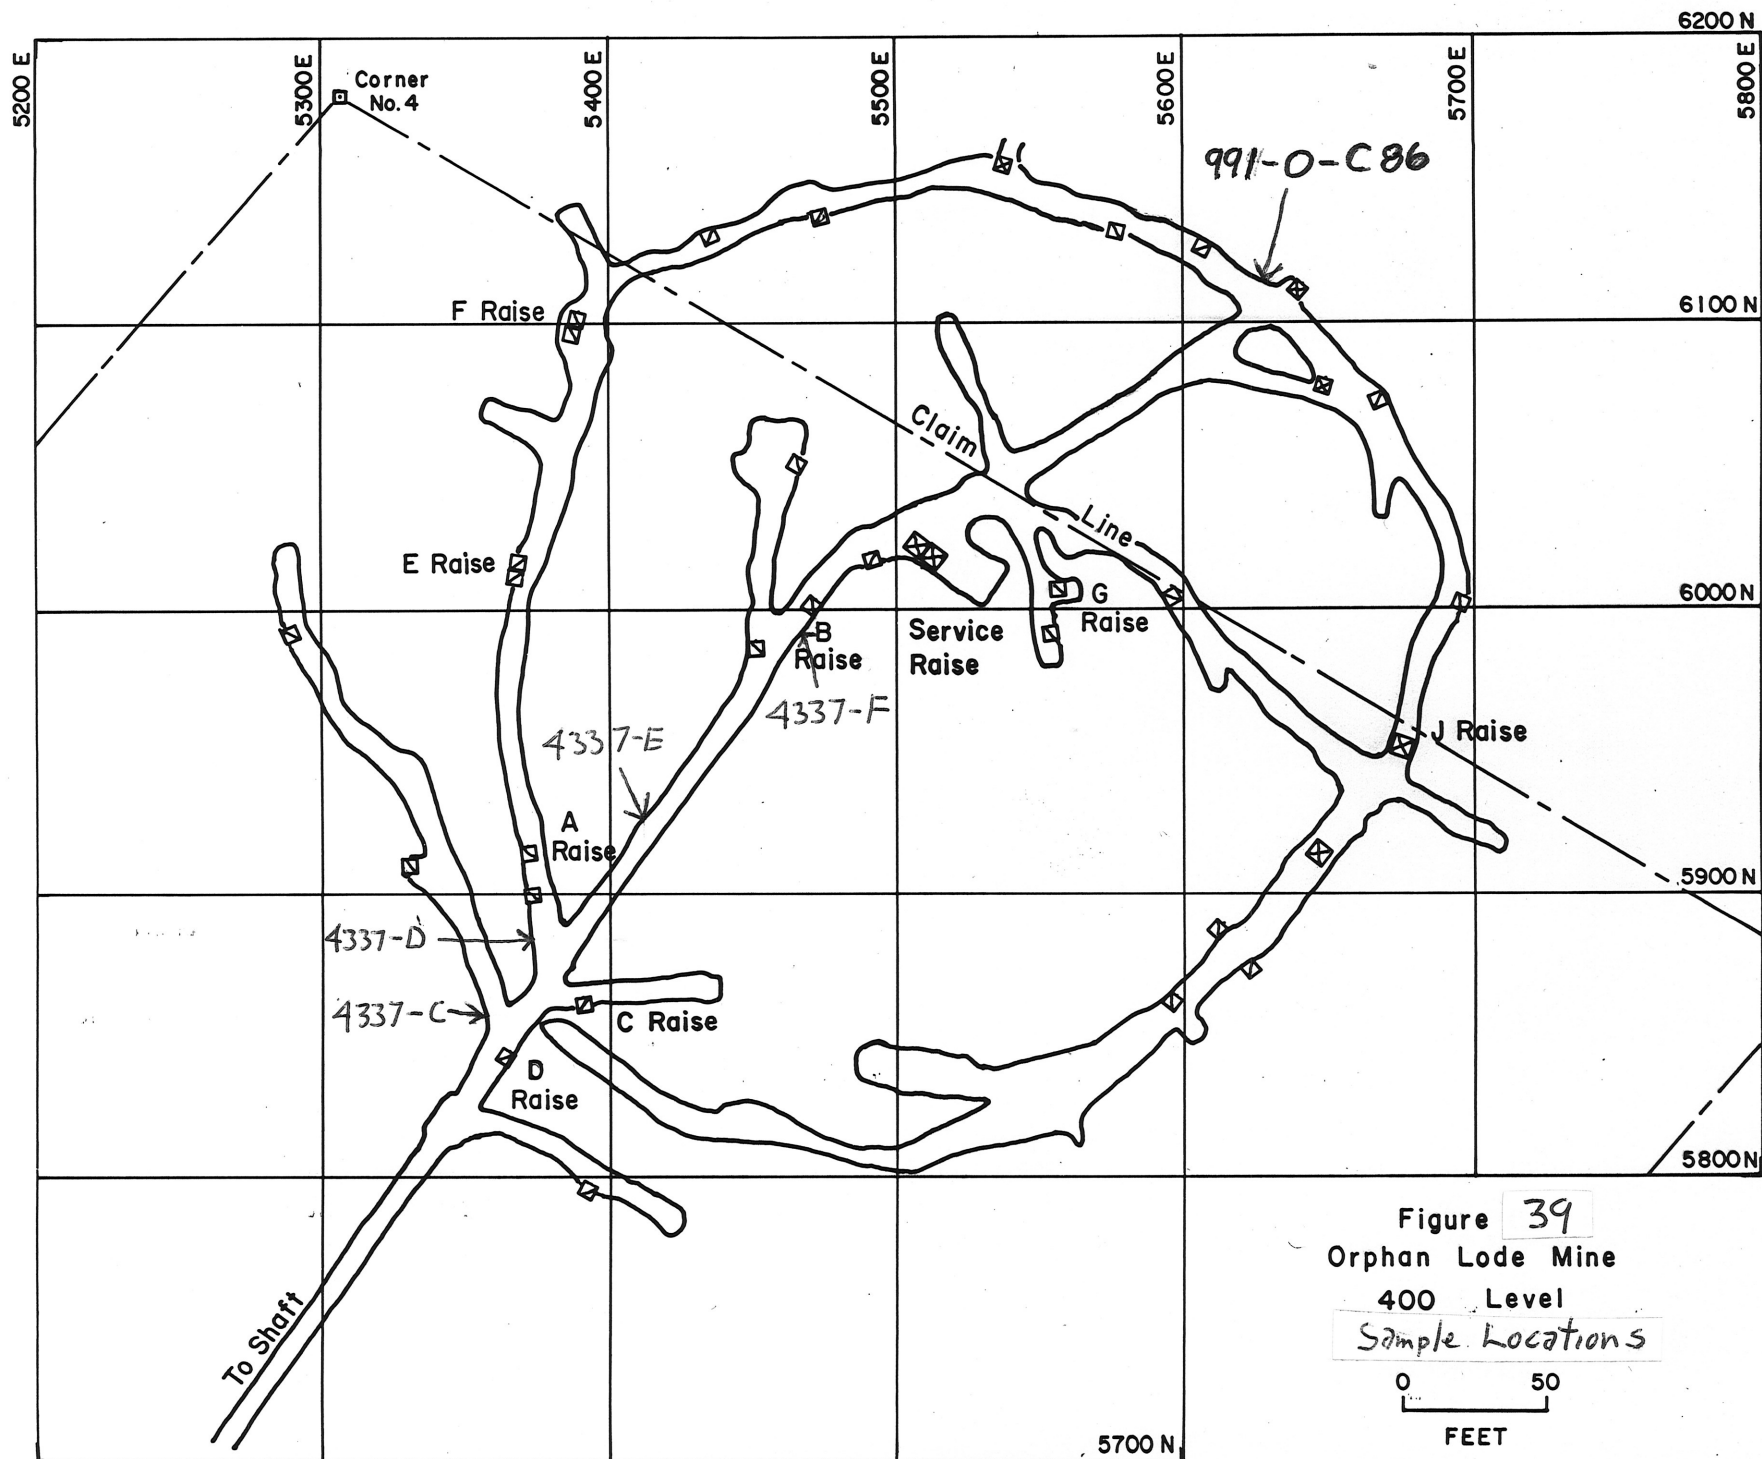 6200 N
5200 E
5300 E
5400 E
5500 E
5600 E
5700 E
5800 E
Corner
No. 4
991-O-C86
F Raise
6100 N
Claim
Line
E Raise
G
Raise
6000 N
B
Raise
Service
Raise
4337-F
4337-E
J Raise
A
Raise
5900 N
4337-D
4337-C
C Raise
D
Raise
5800 N
To Shaft
Figure 39
Orphan Lode Mine
400 Level
Sample Locations
0 50
FEET
5700 N